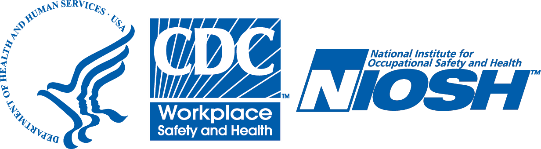 DEPARTMENT OF HEALTH AND HUMAN SERVICES · USA
CDC
TM
Workplace
Safety and Health
National Institute for
Occupational Safety and Health
NIOSH
TM